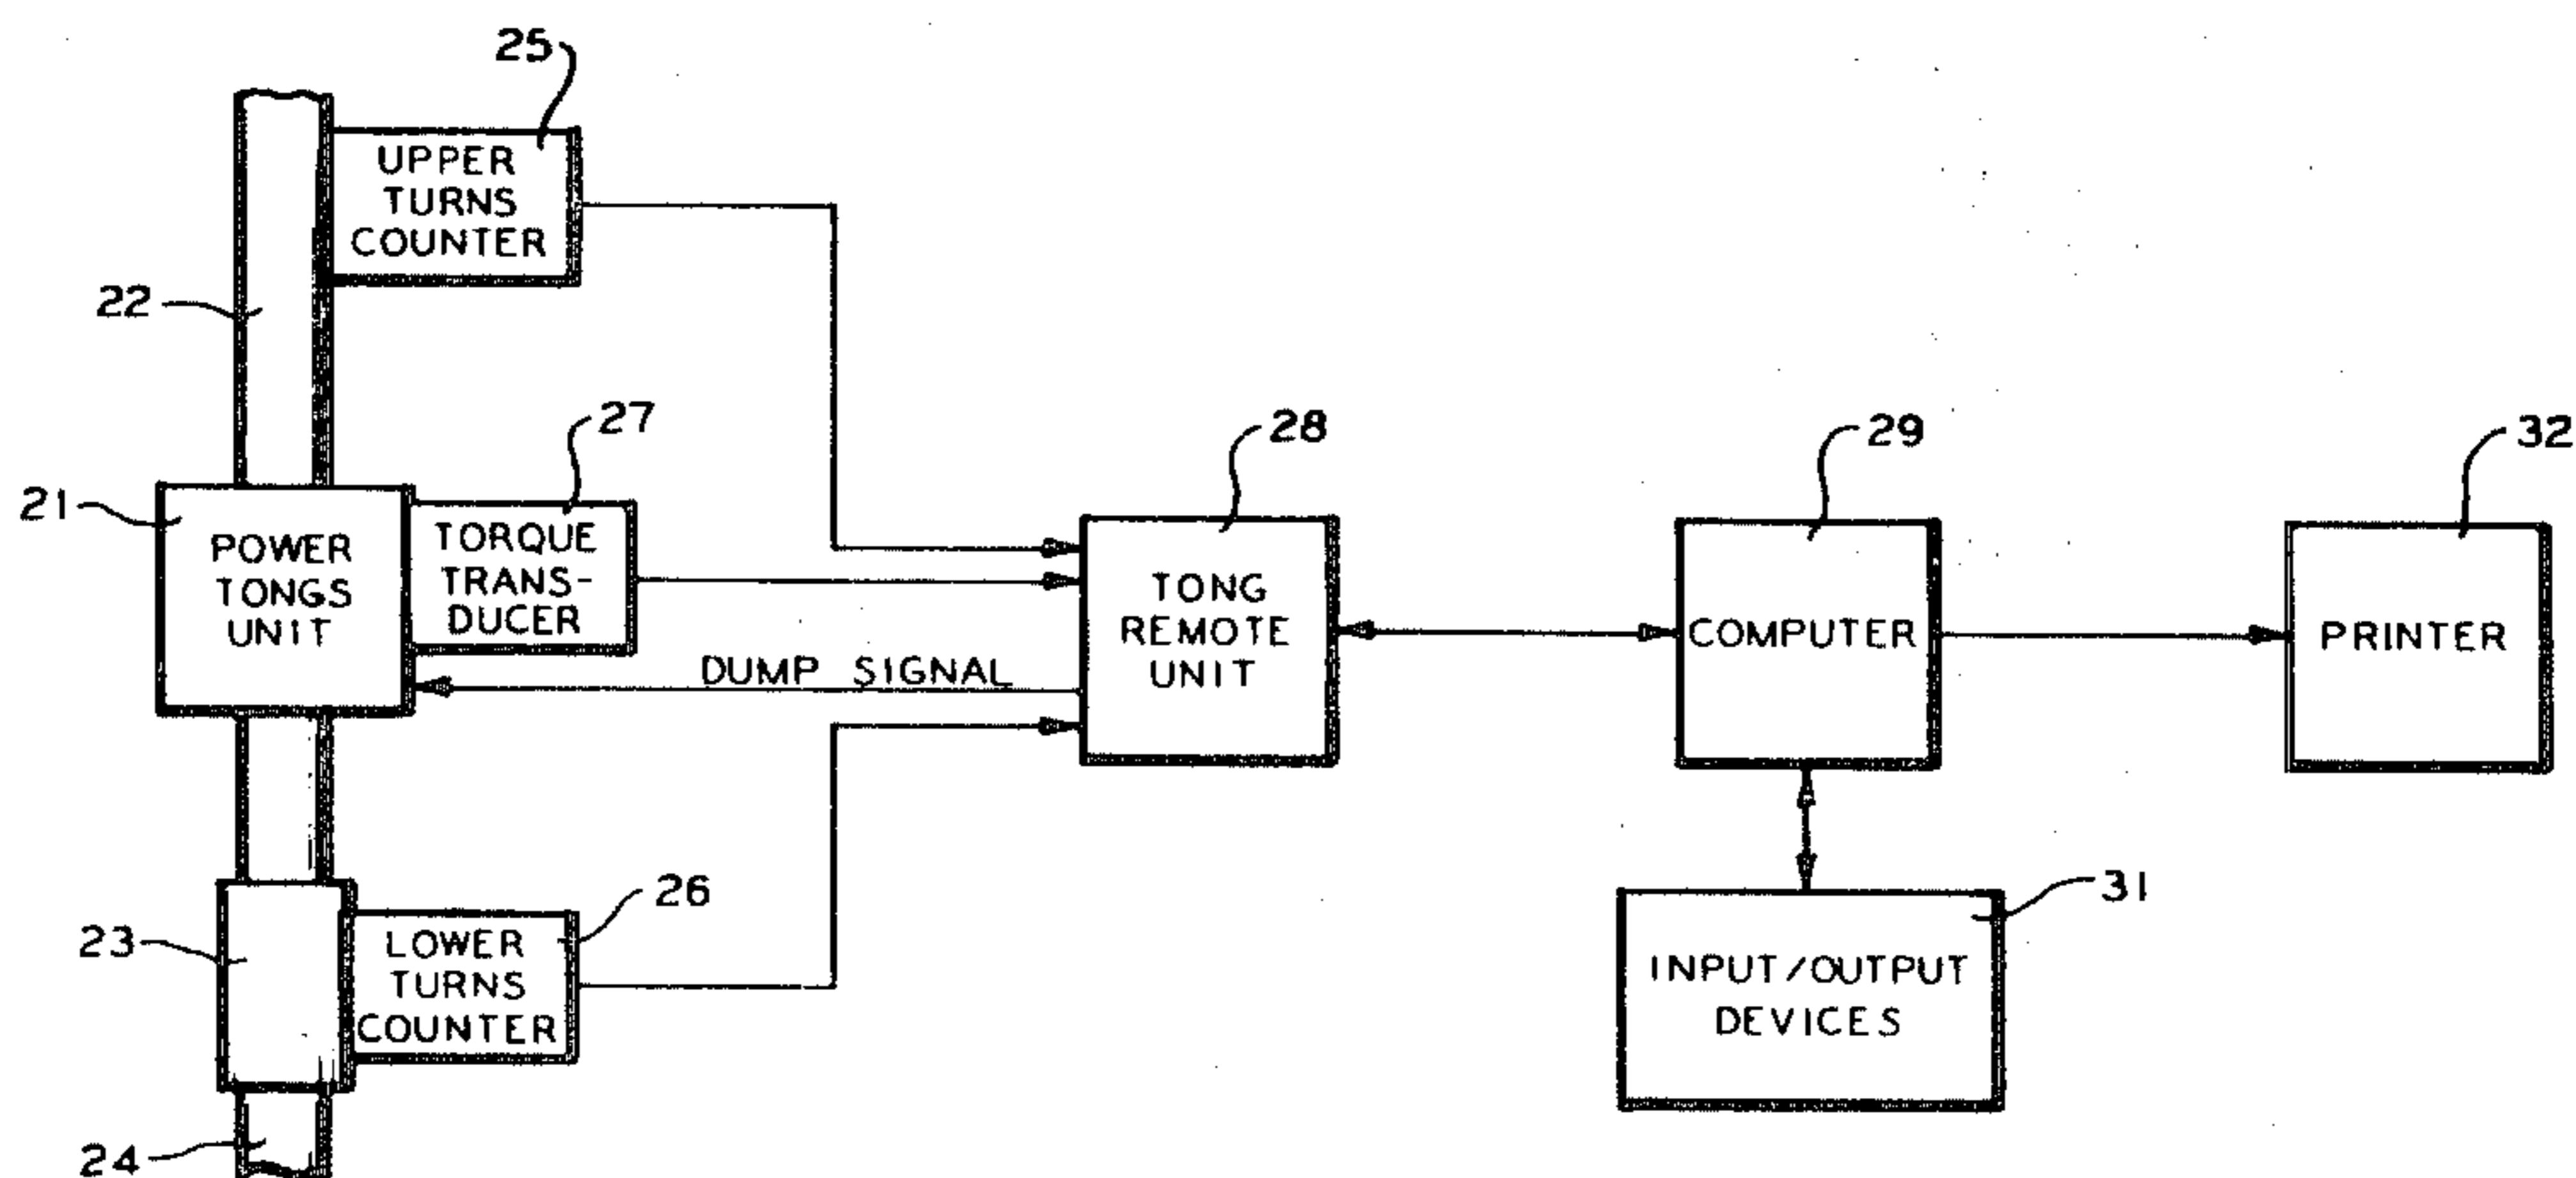 25
UPPER
TURNS
COUNTER
22
27
28
29
32
21
POWER
TONGS
UNIT
TORQUE
TRANS-
DUCER
TONG
REMOTE
UNIT
COMPUTER
PRINTER
DUMP SIGNAL
26
31
23
LOWER
TURNS
COUNTER
INPUT/OUTPUT
DEVICES
24